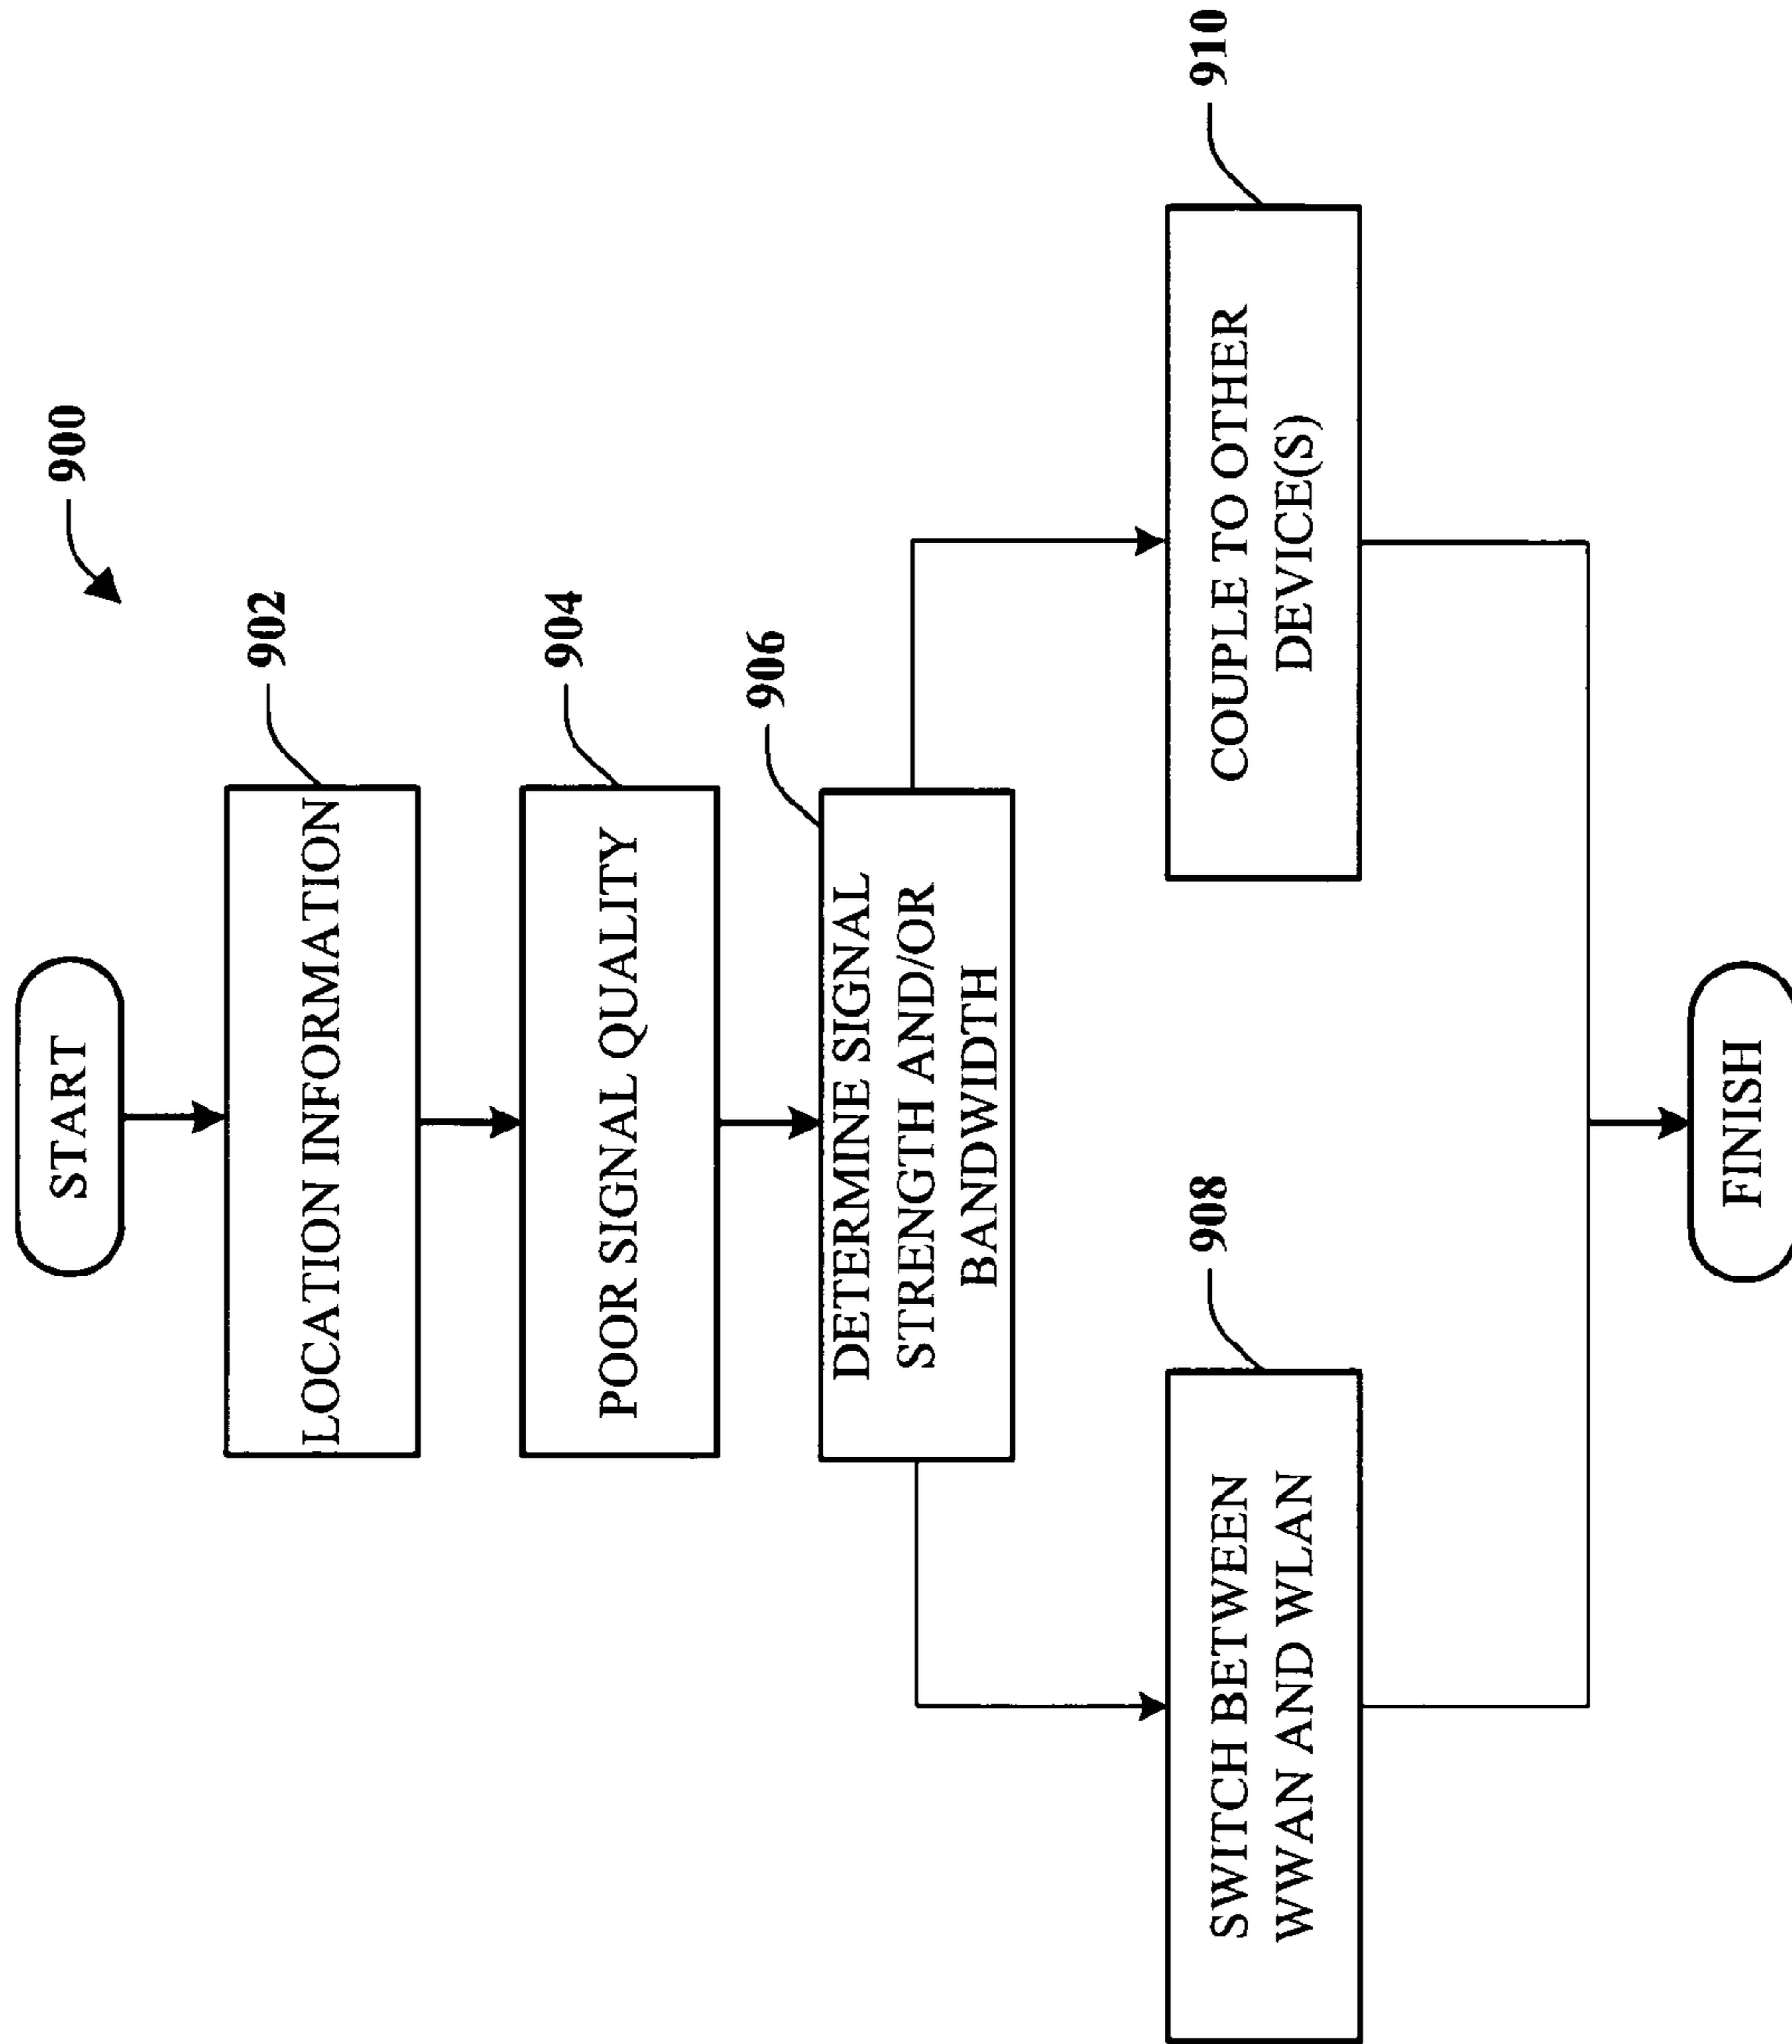 900
START
LOCATION INFORMATION
902
POOR SIGNAL QUALITY
904
DETERMINE SIGNAL
STRENGTH AND/OR
BANDWIDTH
906
SWITCH BETWEEN
WWAN AND WLAN
908
COUPLE TO OTHER
DEVICE(S)
910
FINISH